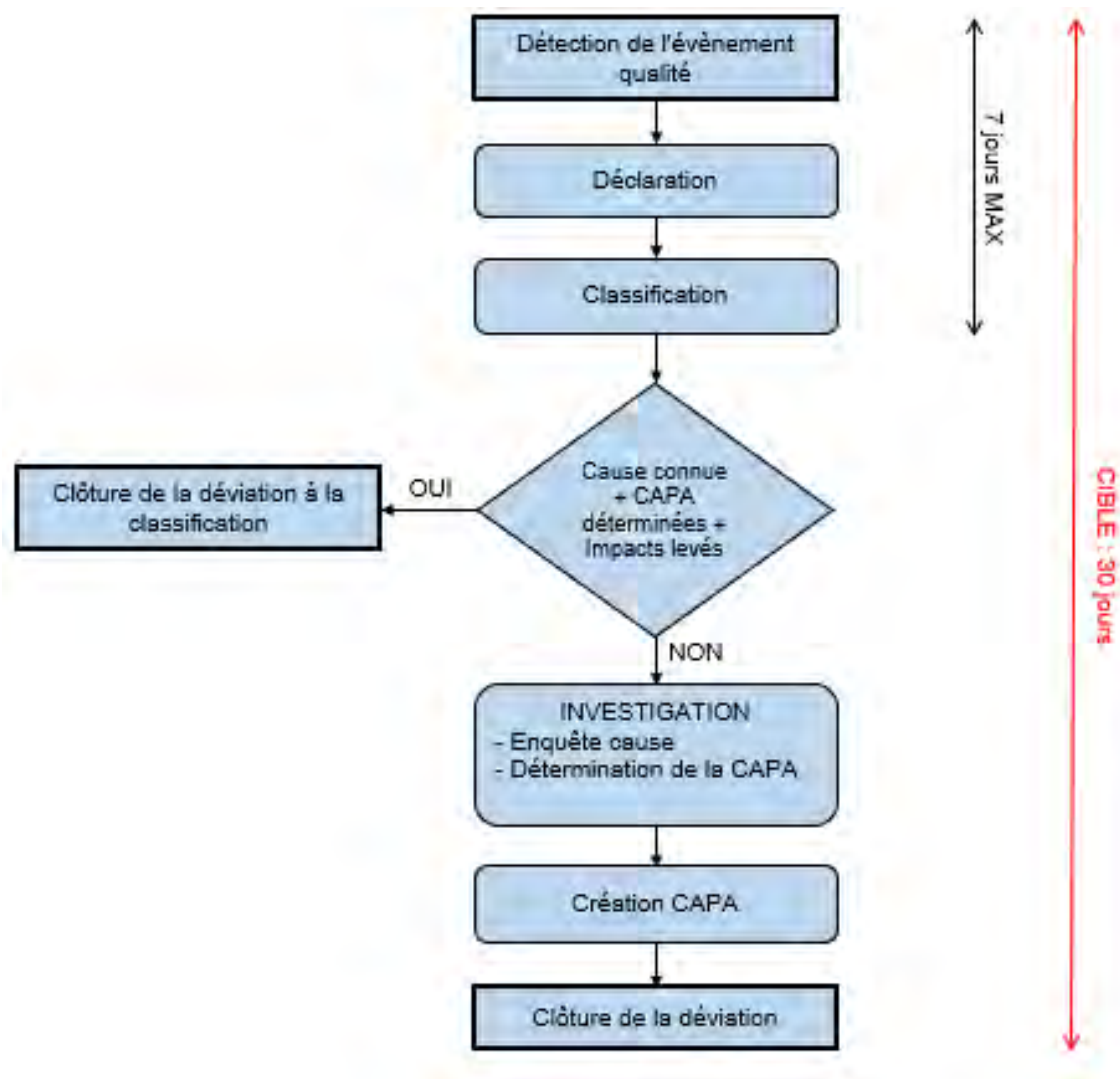 Détection de l'évènement
qualité
7 jours MAX
Déclaration
Classification
Cause connue
+ CAPA
déterminées +
Impacts levés
OUI
Clôture de la déviation à la
classification
CIBLE : 30 jours
NON
INVESTIGATION
- Enquête cause
- Détermination de la CAPA
Création CAPA
Clôture de la déviation